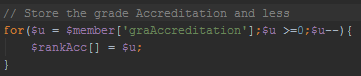 // Store the grade Accreditation and less
for($u = $member['graAccreditation'];$u >=0;$u--){
    $rankAcc[] = $u;
}